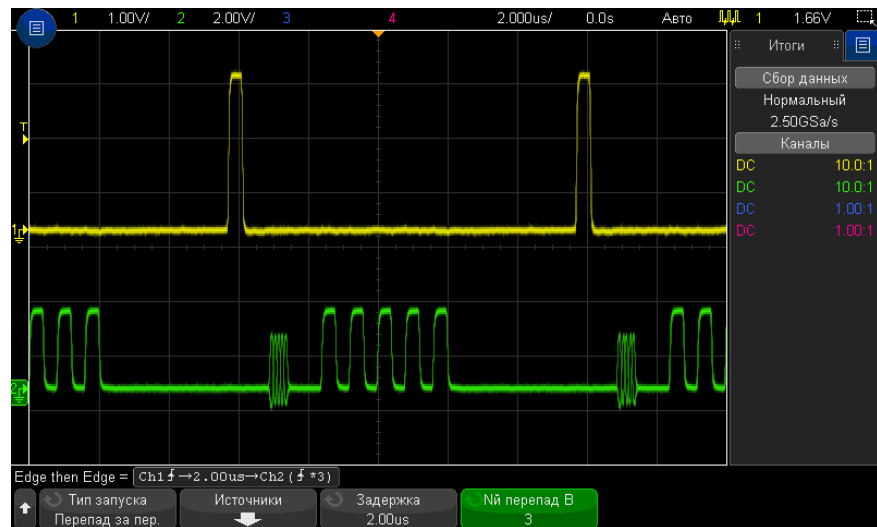 1 1.00V/ 2 2.00V/ 3 4 2.000us/ 0.0s Авто 1 1.66V
Итоги
Сбор данных
Нормальный
2.50GSa/s
Каналы
DC 10.0:1
DC 10.0:1
DC 1.00:1
DC 1.00:1
T
1
2
Edge then Edge = Ch1 →2.00us→Ch2( *3)
Тип запуска
Перепад за пер.
Источники
Задержка
2.00us
Nй перепад B
3